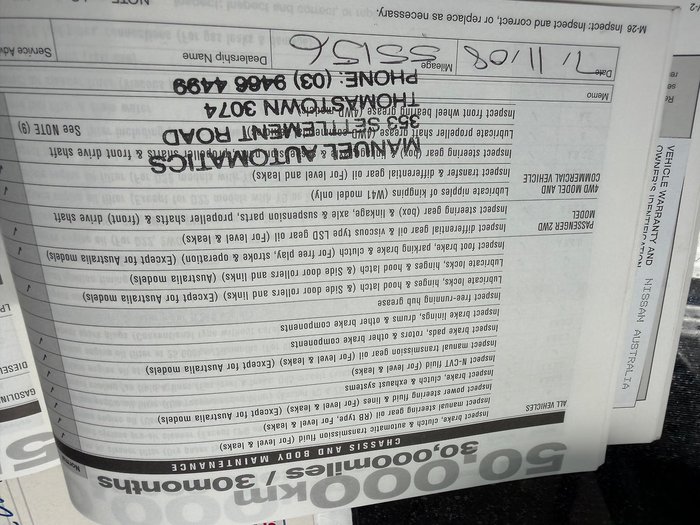 50,000km
30,000miles / 30months
CHASSIS AND BODY MAINTENANCE
ALL VEHICLES
Inspect brake, clutch & automatic transmission fluid (For level & leaks)
Inspect manual steering gear oil (RB type, For level & leaks)
Inspect power steering fluid & lines (For level & leaks) (Except for Australia models)
Inspect brake, clutch & exhaust systems
Inspect N-CVT fluid (For level & leaks)
Inspect manual transmission gear oil (For level & leaks) (Except for Australia models)
Inspect brake pads, rotors & other brake components
Inspect brake linings, drums & other brake components
Inspect free-running hub grease
Lubricate locks, hinges & hood latch (& Side door rollers and links) (Except for Australia models)
Lubricate locks, hinges & hood latch (& Side door rollers and links) (Australia models)
Inspect foot brake, parking brake & clutch (For free play, stroke & operation) (Except for Australia models)
PASSENGER 2WD MODEL
Inspect differential gear oil & viscous type LSD gear oil (For level & leaks)
Inspect steering gear (box) & linkage, axle & suspension parts, propeller shafts & (front) drive shaft
Lubricate nipples of kingpins (W41 model only)
4WD MODEL AND COMMERCIAL VEHICLE
Inspect transfer & differential gear oil (For level and leaks)
Inspect steering gear (box) & linkage, axle & suspension parts, propeller shafts & front drive shaft
Lubricate propeller shaft grease (4WD commercial vehicle)
See NOTE (9)
Inspect front wheel bearing grease (4WD
Memo
MANUEL AUTOMATICS
353 SETTLEMENT ROAD
THOMASTOWN 3074
PHONE: (03) 9466 4499
Date 7/11/08
Mileage 55156
Dealership Name
Service Adv
M-26 Inspect: Inspect and correct, or replace as necessary.
VEHICLE WARRANTY AND
OWNER'S IDENTIFICATION
NISSAN AUSTRALIA
GASOLIN
DIESEL
LP